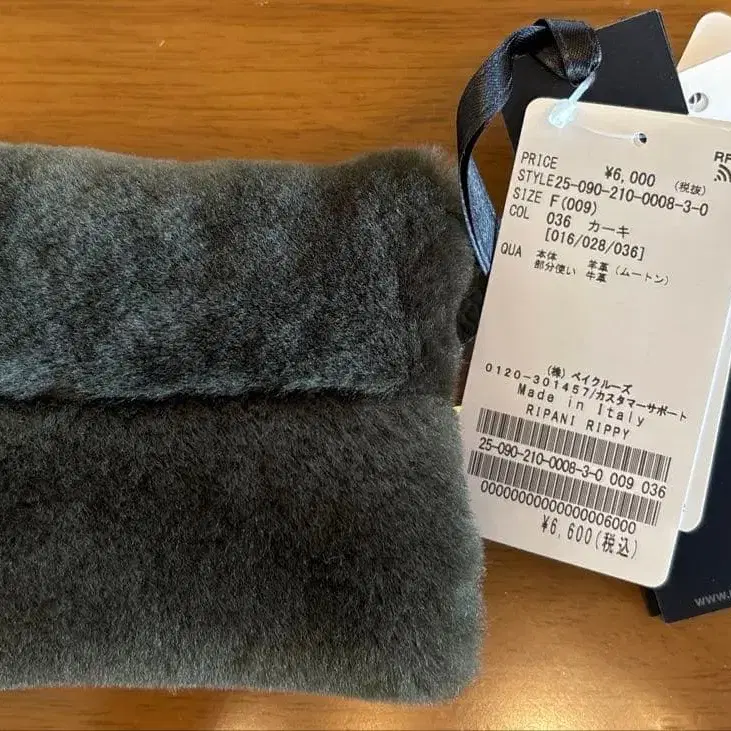 PRICE ¥6,000 (税抜)
STYLE25-090-210-0008-3-0
SIZE F(009)
COL 036 カーキ
[016/028/036]
QUA 本体 羊革(ムートン)
部分使い 牛革
(株)ベイクルーズ
0120-301457/カスタマーサポート
Made in Italy
RIPANI RIPPY
25-090-210-0008-3-0 009 036
00000000000000006000
¥6,600(税込)
www.